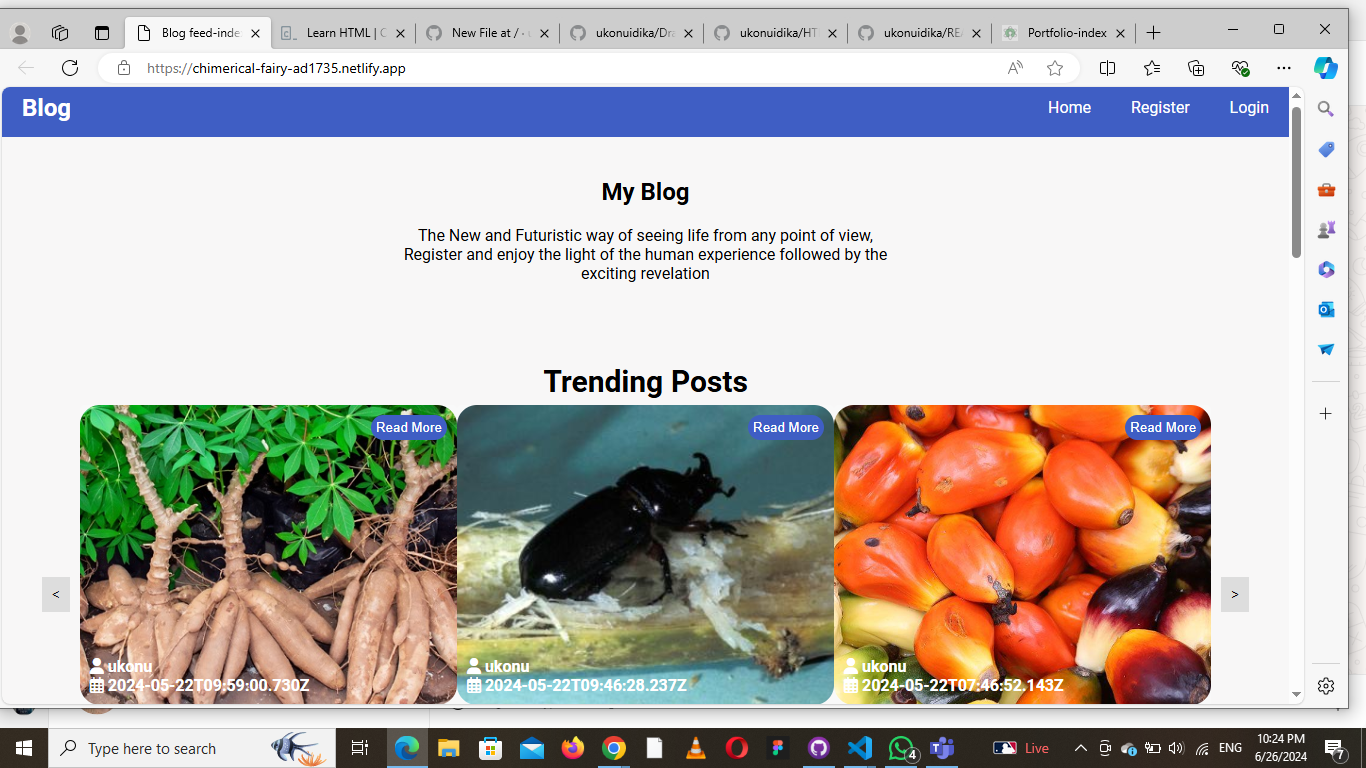 Blog feed-inde
Learn HTML | C
New File at / · u
ukonuidika/Dra
ukonuidika/HT
ukonuidika/REA
Portfolio-index
https://chimerical-fairy-ad1735.netlify.app
Blog
Home Register Login
My Blog
The New and Futuristic way of seeing life from any point of view,
Register and enjoy the light of the human experience followed by the
exciting revelation
Trending Posts
Read More
Read More
Read More
<
>
ukonu
2024-05-22T09:59:00.730Z
ukonu
2024-05-22T09:46:28.237Z
ukonu
2024-05-22T07:46:52.143Z
Type here to search
4
Live
ENG
10:24 PM
6/26/2024
7